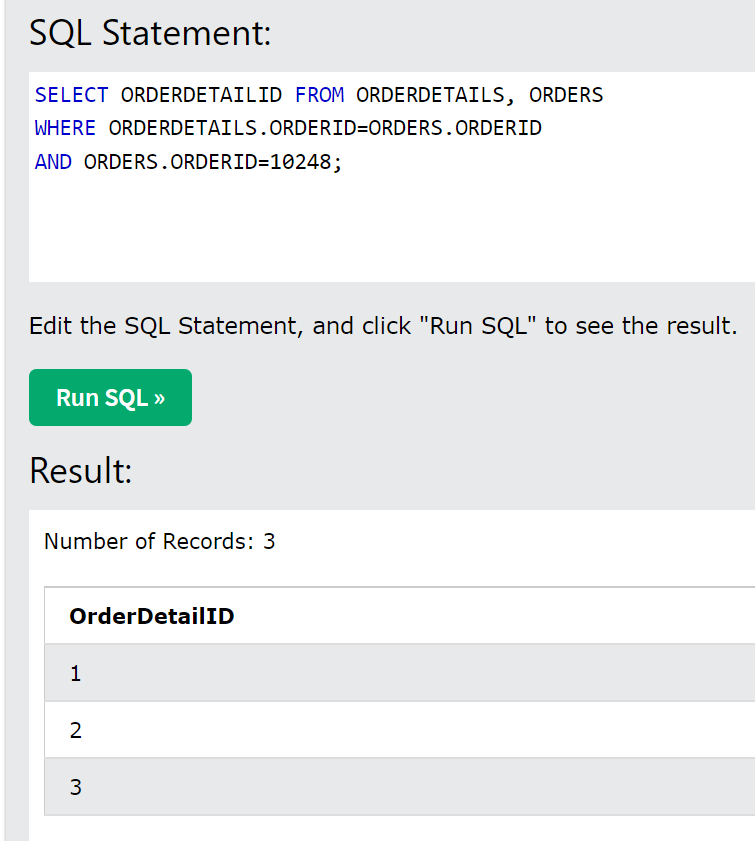 SQL Statement:
SELECT ORDERDETAILID FROM ORDERDETAILS, ORDERS
WHERE ORDERDETAILS.ORDERID=ORDERS.ORDERID
AND ORDERS.ORDERID=10248;
Edit the SQL Statement, and click "Run SQL" to see the result.
Run SQL »
Result:
Number of Records: 3
OrderDetailID
1
2
3